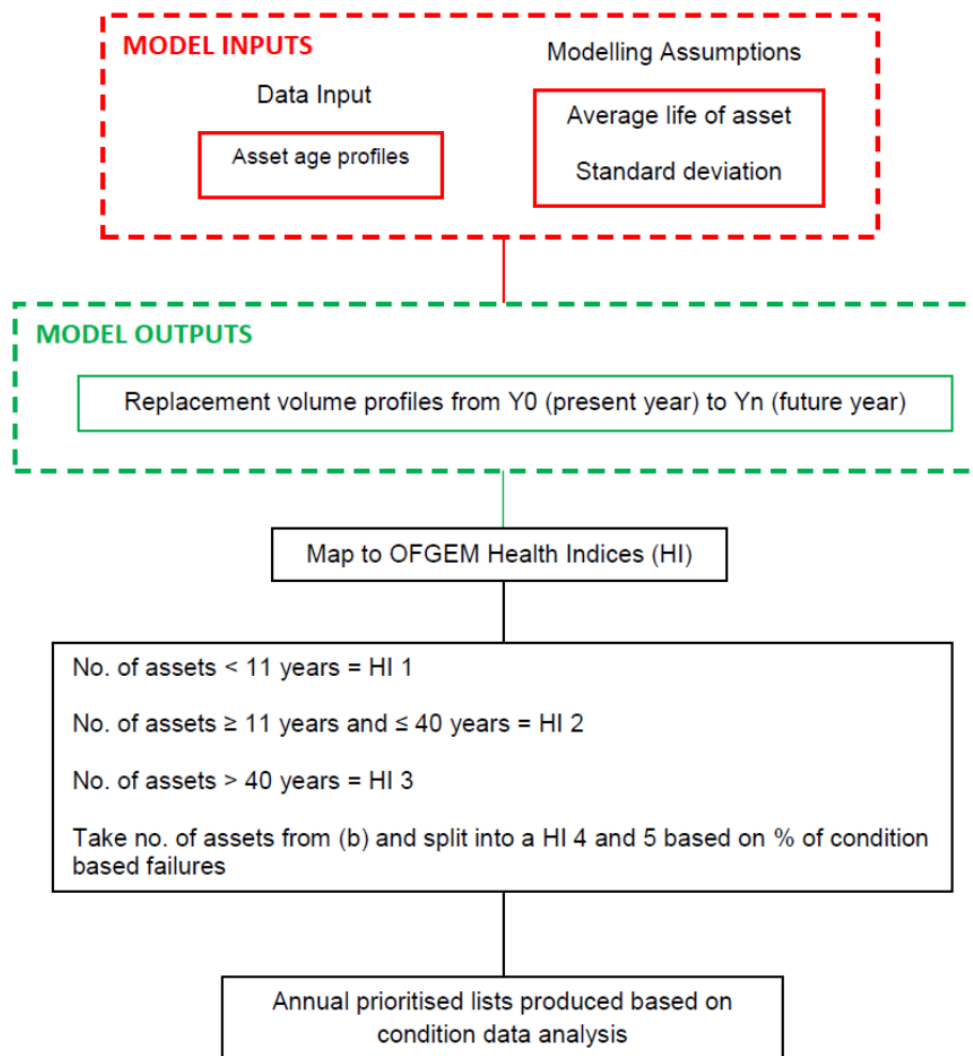 MODEL INPUTS
Data Input
Asset age profiles
Modelling Assumptions
Average life of asset
Standard deviation
MODEL OUTPUTS
Replacement volume profiles from Y0 (present year) to Yn (future year)
Map to OFGEM Health Indices (HI)
No. of assets < 11 years = HI 1
No. of assets ≥ 11 years and ≤ 40 years = HI 2
No. of assets > 40 years = HI 3
Take no. of assets from (b) and split into a HI 4 and 5 based on % of condition
based failures
Annual prioritised lists produced based on
condition data analysis